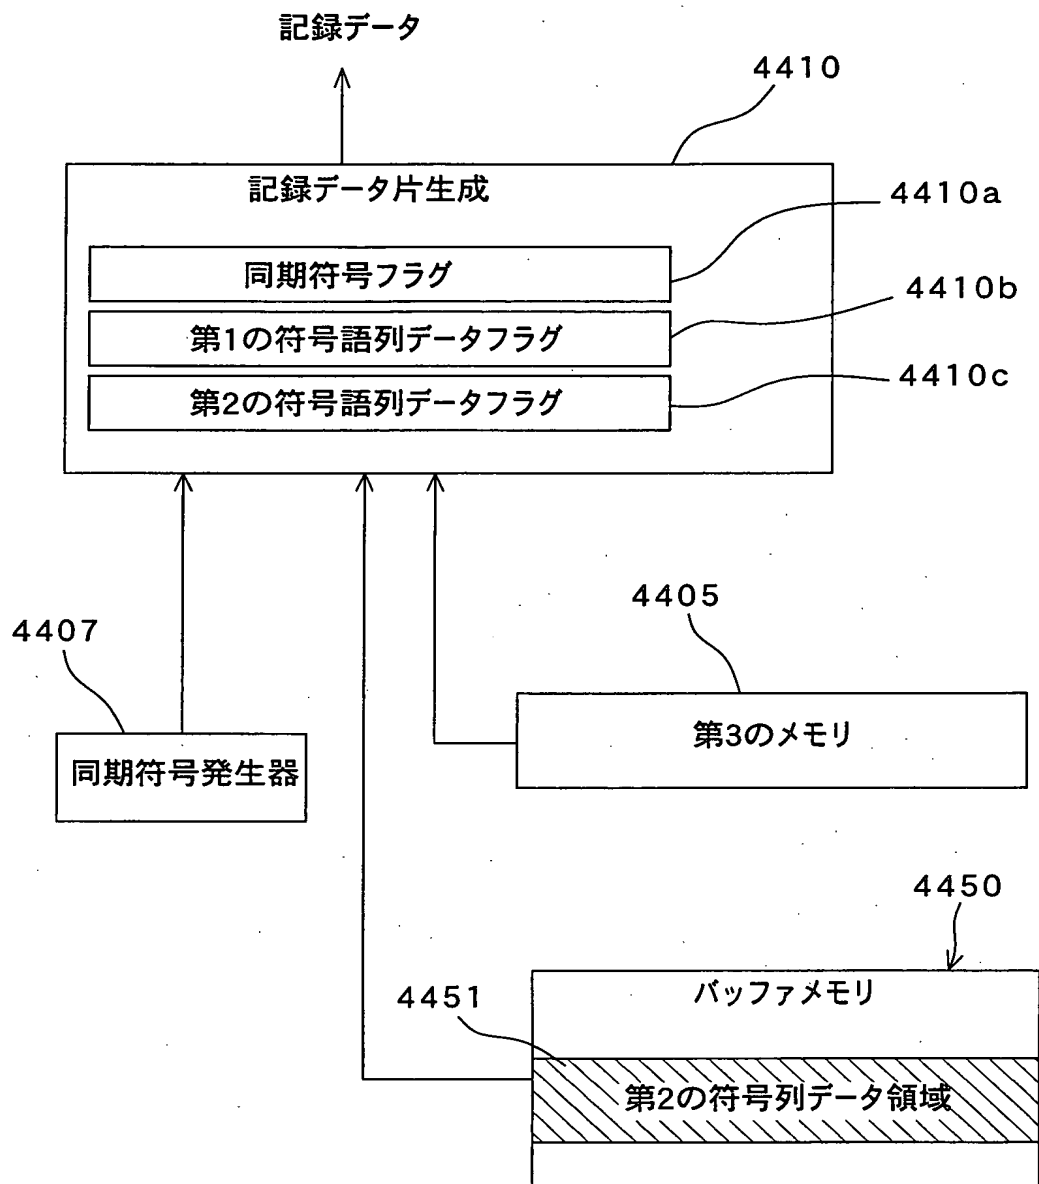 記録データ
4410
記録データ片生成
4410a
同期符号フラグ
4410b
第1の符号語列データフラグ
4410c
第2の符号語列データフラグ
4405
4407
第3のメモリ
同期符号発生器
4450
バッファメモリ
4451
第2の符号列データ領域